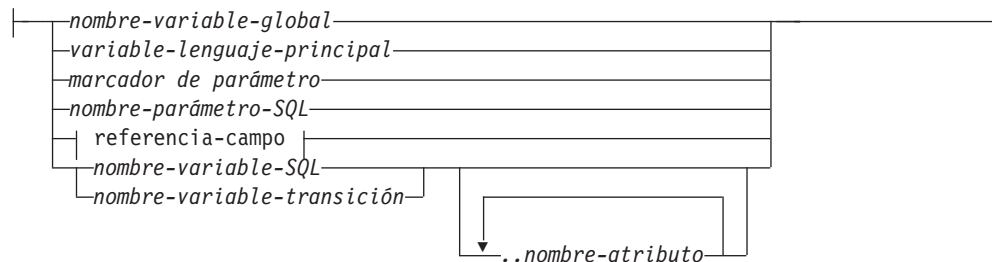 nombre-variable-global
variable-lenguaje-principal
marcador de parámetro
nombre-parámetro-SQL
referencia-campo
nombre-variable-SQL
nombre-variable-transición
..nombre-atributo